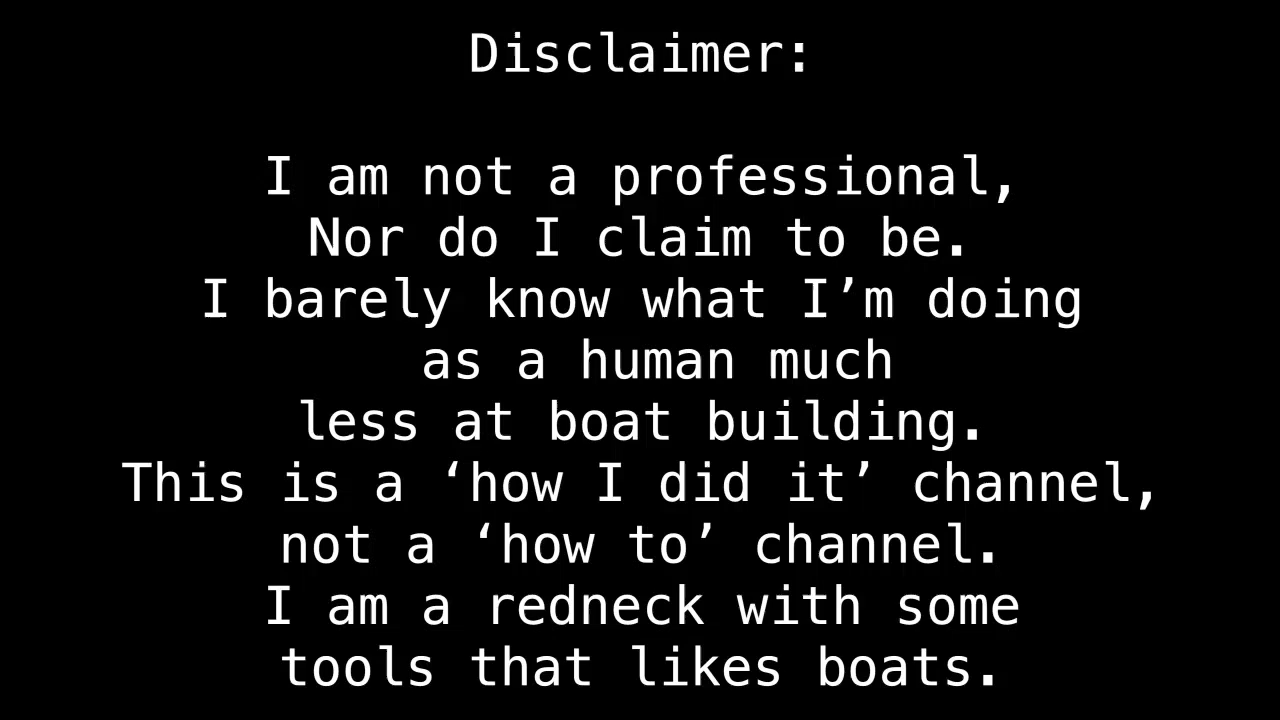 Disclaimer:
I am not a professional,
Nor do I claim to be.
I barely know what I’m doing
as a human much
less at boat building.
This is a ‘how I did it’ channel,
not a ‘how to’ channel.
I am a redneck with some
tools that likes boats.